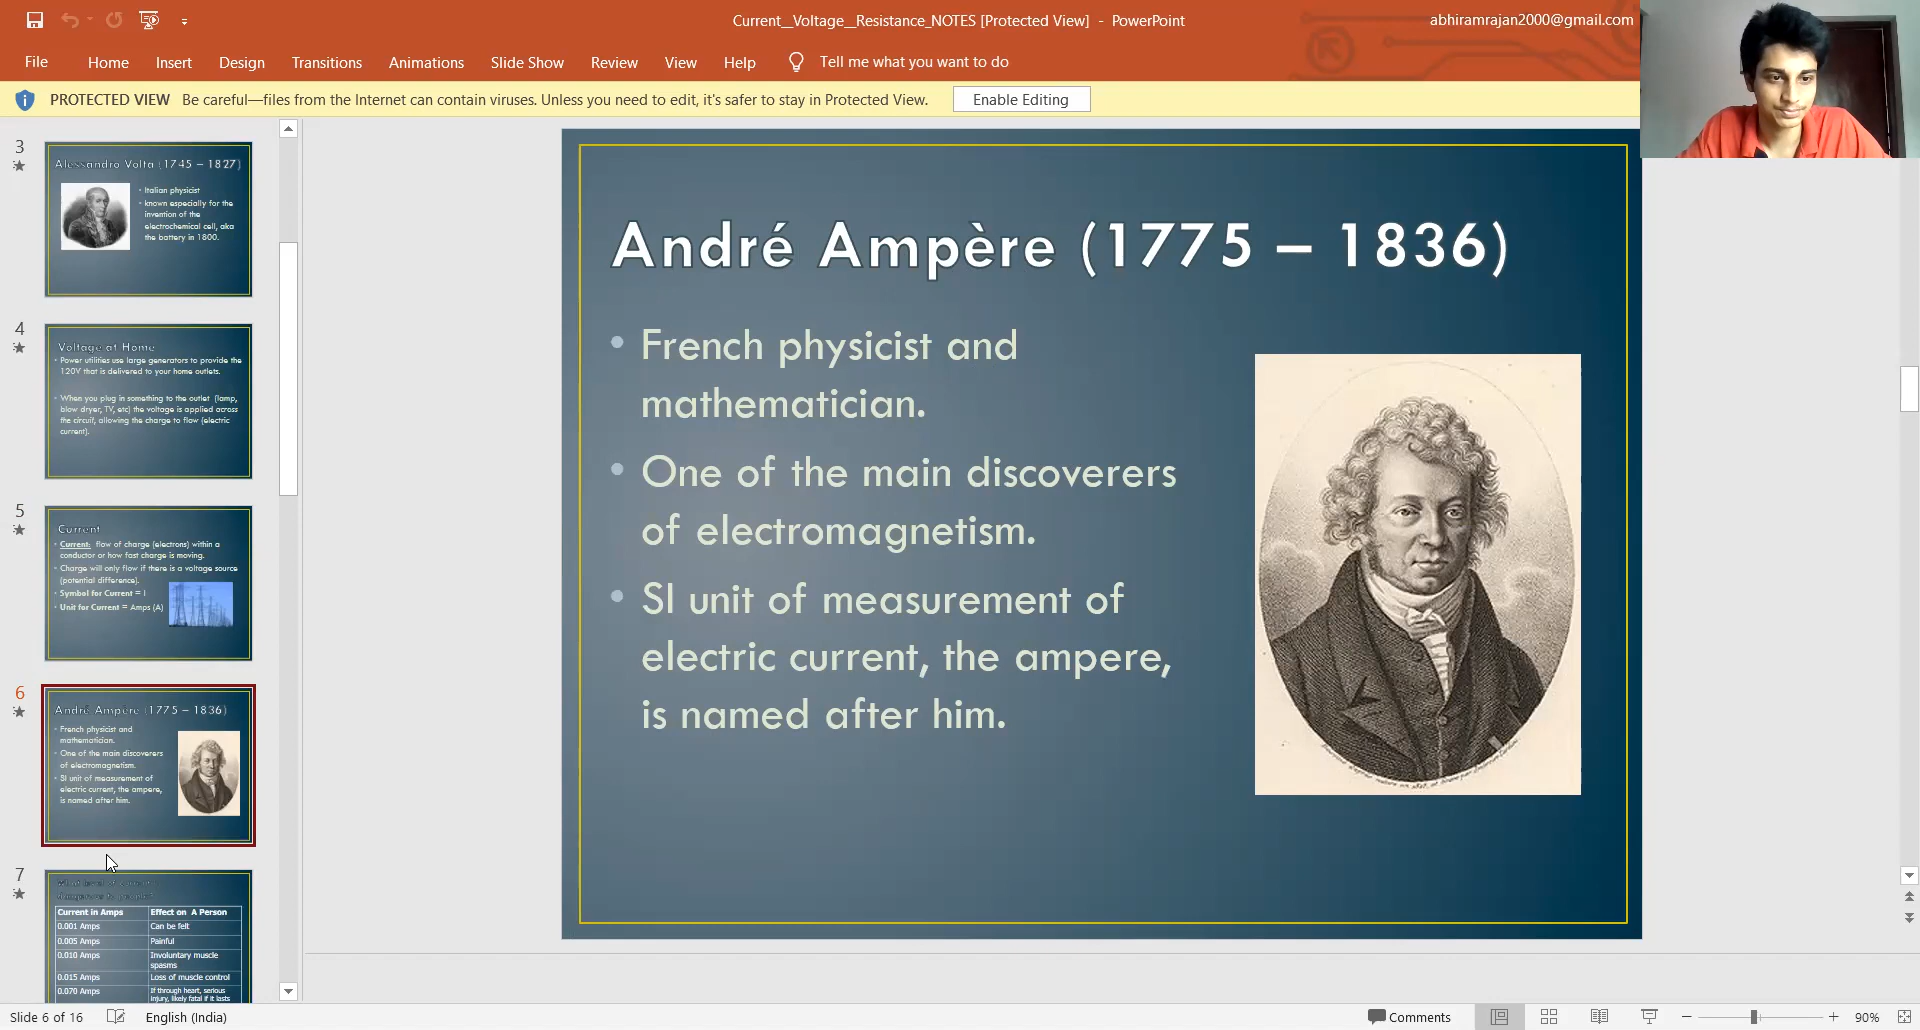 Current__Voltage__Resistance_NOTES [Protected View] - PowerPoint
abhiramrajan2000@gmail.com
File Home Insert Design Transitions Animations Slide Show Review View Help Tell me what you want to do
PROTECTED VIEW Be careful—files from the Internet can contain viruses. Unless you need to edit, it's safer to stay in Protected View. Enable Editing
3
Alessandro Volta (1745 – 1827)
• Italian physicist
• known especially for the
invention of the
electrochemical cell, aka
the battery in 1800.
4
Voltage at Home
• Power utilities use large generators to provide the
120V that is delivered to your home outlets.
• When you plug in something to the outlet (lamp,
blow dryer, TV, etc) the voltage is applied across
the circuit, allowing the charge to flow (electric
current).
5
Current
• Current: flow of charge (electrons) within a
conductor or how fast charge is moving.
• Charge will only flow if there is a voltage source
(potential difference).
• Symbol for Current = I
• Unit for Current = Amps (A)
6
André Ampère (1775 – 1836)
• French physicist and
mathematician.
• One of the main discoverers
of electromagnetism.
• SI unit of measurement of
electric current, the ampere,
is named after him.
7
Current in Amps Effect on A Person
0.001 Amps Can be felt
0.005 Amps Painful
0.010 Amps Involuntary muscle
spasms
0.015 Amps Loss of muscle control
0.070 Amps If through heart, serious
injury, likely fatal if it lasts
André Ampère (1775 – 1836)
• French physicist and
mathematician.
• One of the main discoverers
of electromagnetism.
• SI unit of measurement of
electric current, the ampere,
is named after him.
Slide 6 of 16 English (India) Comments 90%